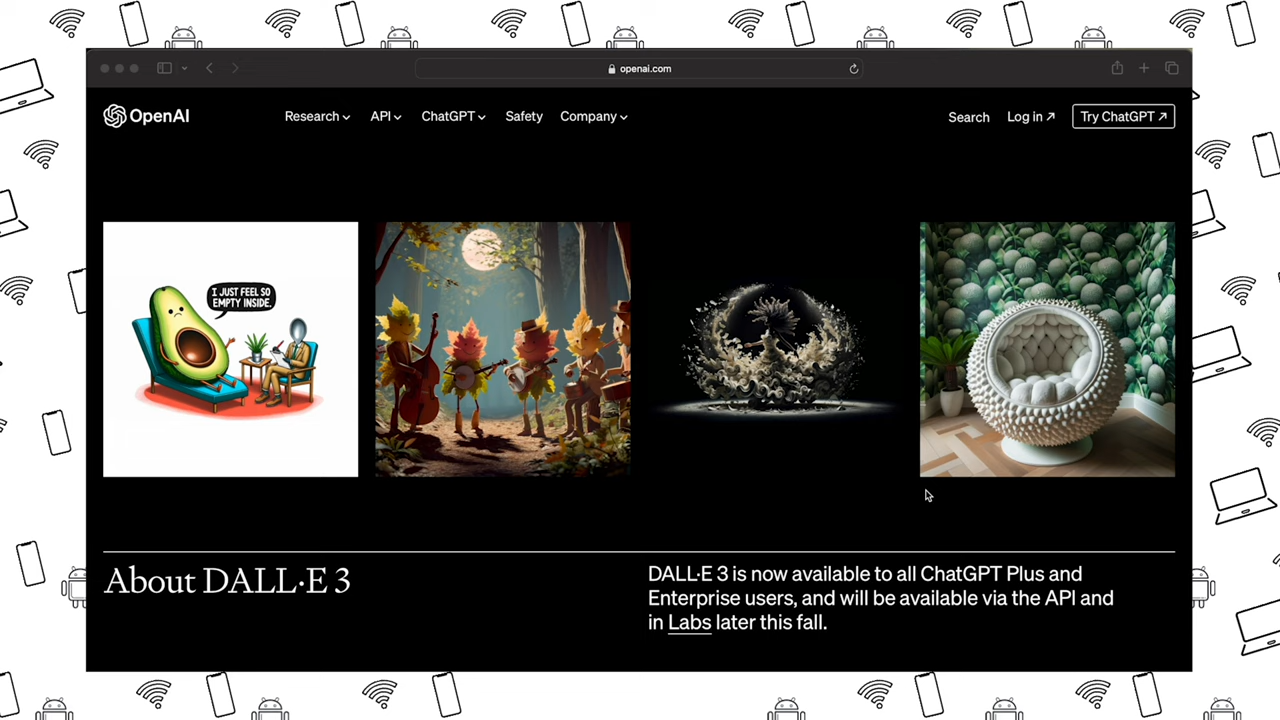 openai.com
OpenAI
Research
API
ChatGPT
Safety
Company
Search
Log in ↗
Try ChatGPT ↗
I JUST FEEL SO
EMPTY INSIDE.
About DALL·E 3
DALL·E 3 is now available to all ChatGPT Plus and
Enterprise users, and will be available via the API and
in Labs later this fall.